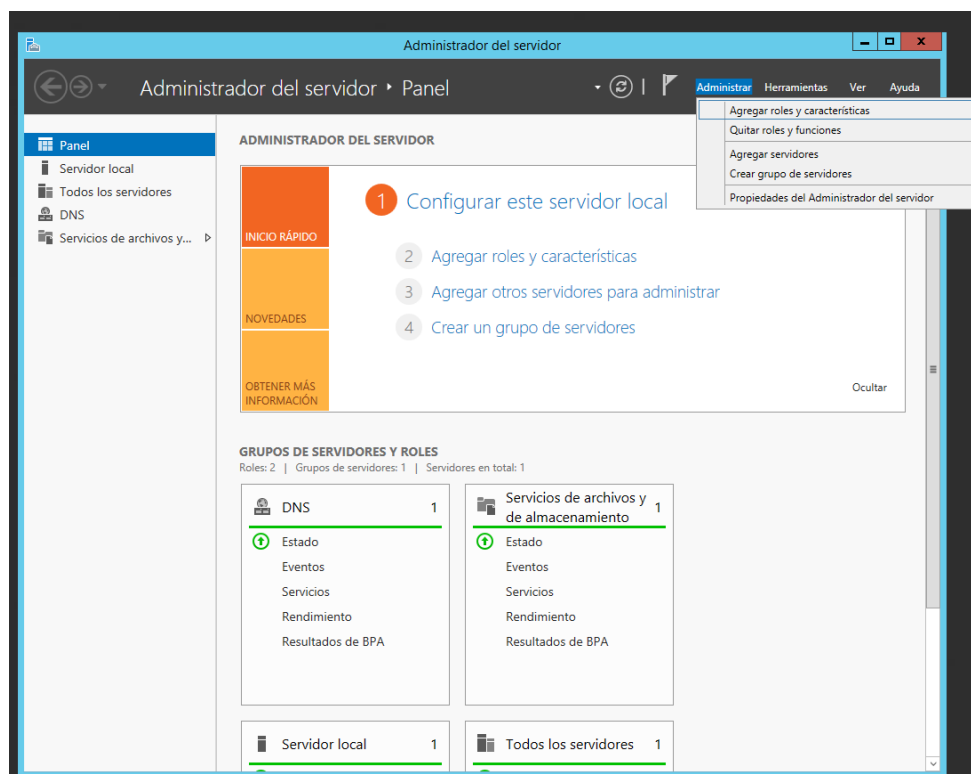 Administrador del servidor
Administrador del servidor ‣ Panel
Administrar Herramientas Ver Ayuda
Agregar roles y características
Quitar roles y funciones
Agregar servidores
Crear grupo de servidores
Propiedades del Administrador del servidor
Panel
Servidor local
Todos los servidores
DNS
Servicios de archivos y...
ADMINISTRADOR DEL SERVIDOR
INICIO RÁPIDO
NOVEDADES
OBTENER MÁS
INFORMACIÓN
1 Configurar este servidor local
2 Agregar roles y características
3 Agregar otros servidores para administrar
4 Crear un grupo de servidores
Ocultar
GRUPOS DE SERVIDORES Y ROLES
Roles: 2 | Grupos de servidores: 1 | Servidores en total: 1
DNS 1
Estado
Eventos
Servicios
Rendimiento
Resultados de BPA
Servicios de archivos y
de almacenamiento 1
Estado
Eventos
Servicios
Rendimiento
Resultados de BPA
Servidor local 1
Todos los servidores 1